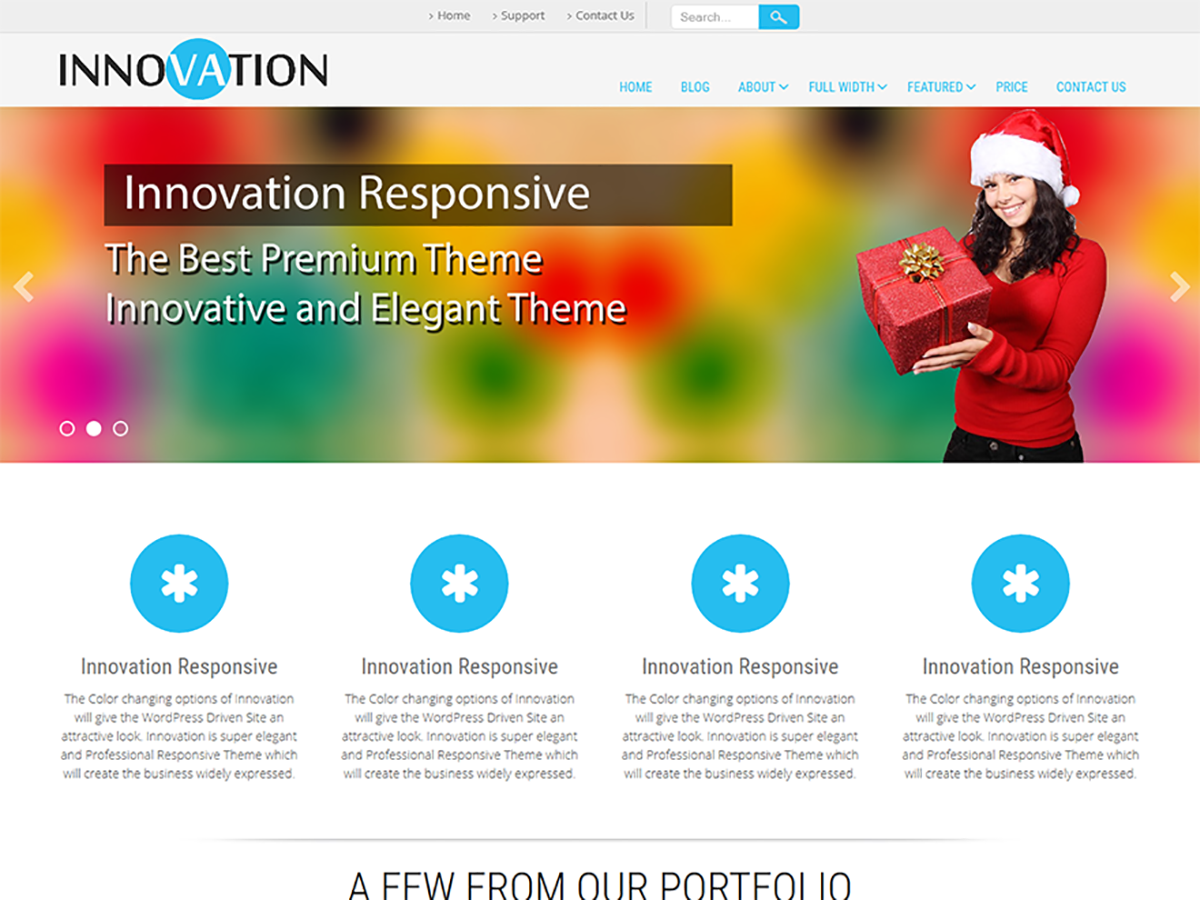 › Home › Support › Contact Us Search...
INNOVATION
HOME BLOG ABOUT FULL WIDTH FEATURED PRICE CONTACT US
Innovation Responsive
The Best Premium Theme
Innovative and Elegant Theme
Innovation Responsive
The Color changing options of Innovation
will give the WordPress Driven Site an
attractive look. Innovation is super elegant
and Professional Responsive Theme which
will create the business widely expressed.
Innovation Responsive
The Color changing options of Innovation
will give the WordPress Driven Site an
attractive look. Innovation is super elegant
and Professional Responsive Theme which
will create the business widely expressed.
Innovation Responsive
The Color changing options of Innovation
will give the WordPress Driven Site an
attractive look. Innovation is super elegant
and Professional Responsive Theme which
will create the business widely expressed.
Innovation Responsive
The Color changing options of Innovation
will give the WordPress Driven Site an
attractive look. Innovation is super elegant
and Professional Responsive Theme which
will create the business widely expressed.
A FEW FROM OUR PORTFOLIO